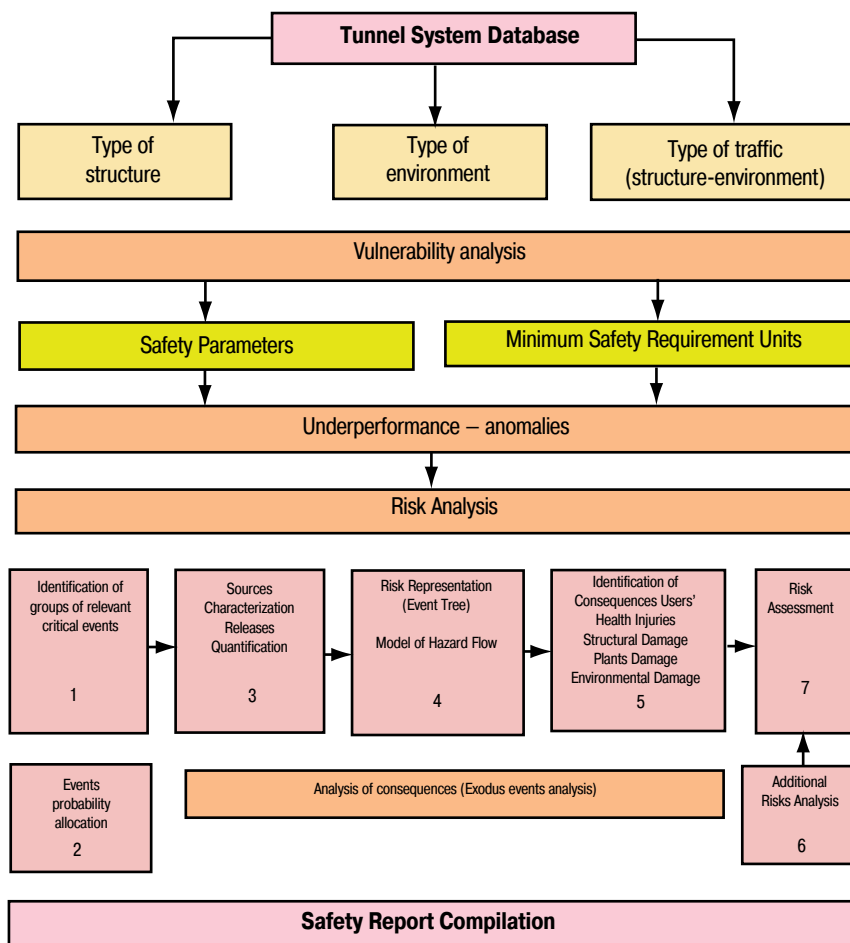 Tunnel System Database
Type of
structure
Type of
environment
Type of traffic
(structure-environment)
Vulnerability analysis
Safety Parameters
Minimum Safety Requirement Units
Underperformance – anomalies
Risk Analysis
Identification of
groups of relevant
critical events
1
Sources
Characterization
Releases
Quantification
3
Risk Representation
(Event Tree)
Model of Hazard Flow
4
Identification of
Consequences Users'
Health Injuries
Structural Damage
Plants Damage
Environmental Damage
5
Risk
Assessment
7
Events
probability
allocation
2
Analysis of consequences (Exodus events analysis)
Additional
Risks Analysis
6
Safety Report Compilation